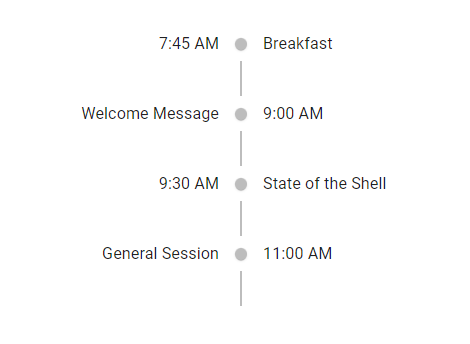 7:45 AM Breakfast
Welcome Message 9:00 AM
9:30 AM State of the Shell
General Session 11:00 AM